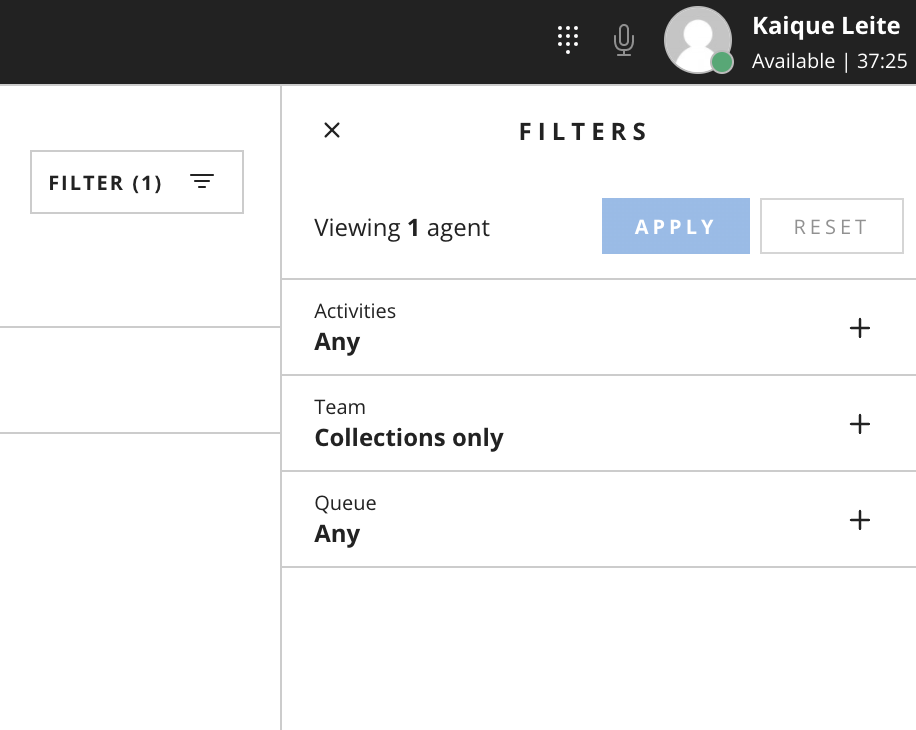 Kaique Leite
Available | 37:25
FILTERS
FILTER (1)
Viewing 1 agent
APPLY
RESET
Activities
Any
Team
Collections only
Queue
Any